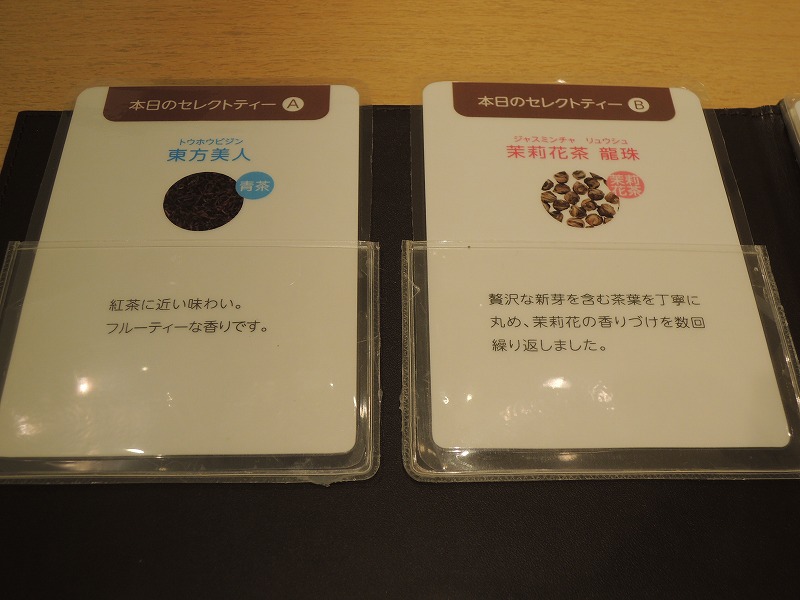 本日のセレクトティー A
トウホウビジン
東方美人
青茶
紅茶に近い味わい。
フルーティーな香りです。
本日のセレクトティー B
ジャスミンチャ リュウシュ
茉莉花茶 龍珠
茉莉
花茶
贅沢な新芽を含む茶葉を丁寧に
丸め、茉莉花の香りづけを数回
繰り返しました。